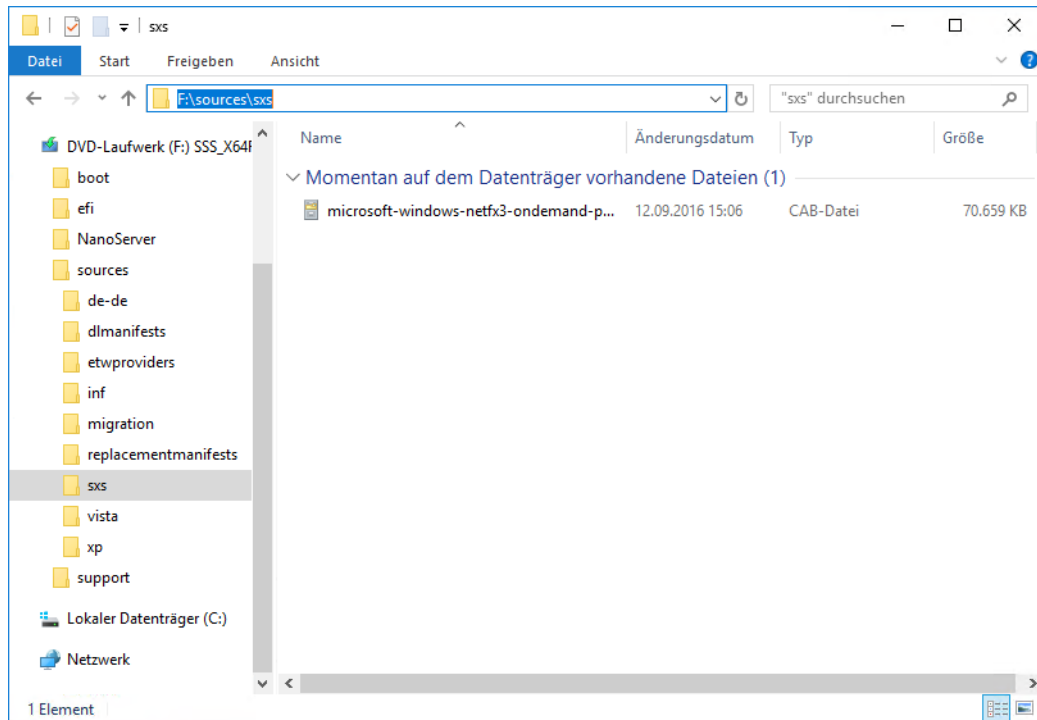 sxs
Datei Start Freigeben Ansicht
F:\sources\sxs "sxs" durchsuchen
DVD-Laufwerk (F:) SSS_X64F
boot
efi
NanoServer
sources
de-de
dlmanifests
etwproviders
inf
migration
replacementmanifests
sxs
vista
xp
support
Lokaler Datenträger (C:)
Netzwerk
Name Änderungsdatum Typ Größe
Momentan auf dem Datenträger vorhandene Dateien (1)
microsoft-windows-netfx3-ondemand-p... 12.09.2016 15:06 CAB-Datei 70.659 KB
1 Element